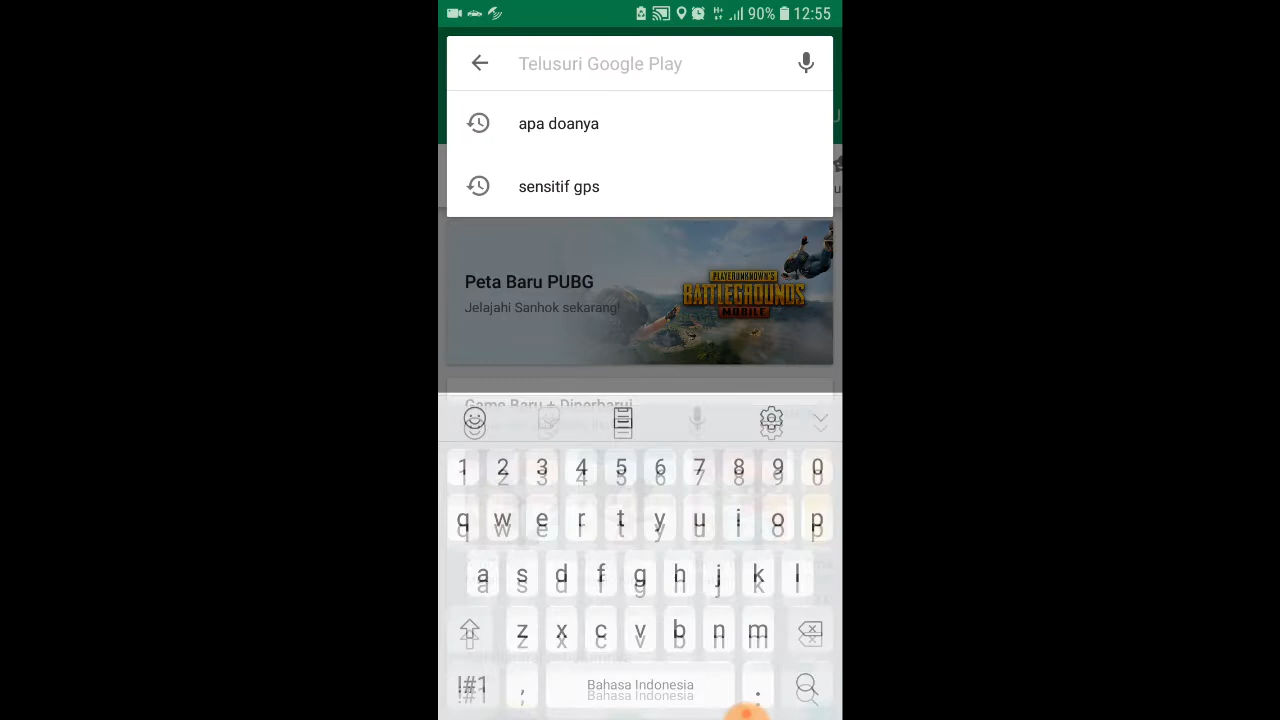 H+ 90% 12:55
Telusuri Google Play
apa doanya
sensitif gps
Peta Baru PUBG
Jelajahi Sanhok sekarang!
PLAYERUNKNOWN'S
BATTLEGROUNDS
MOBILE
Game Baru + Diperbarui
1 2 3 4 5 6 7 8 9 0
q w e r t y u i o p
a s d f g h j k l
z x c v b n m
!#1 , Bahasa Indonesia .